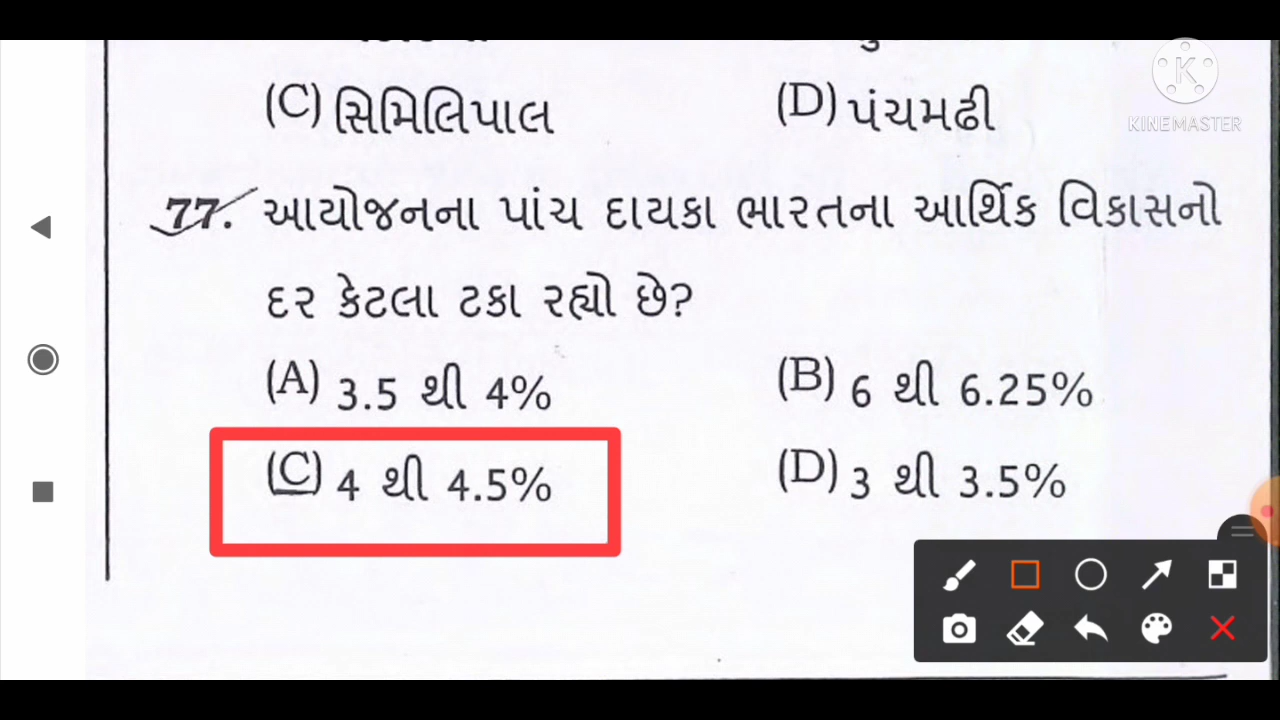 (C) સિમિલિપાલ (D) પંચમઢી
KINEMASTER
77. આયોજનના પાંચ દાયકા ભારતના આર્થિક વિકાસનો
દર કેટલા ટકા રહ્યો છે?
(A) 3.5 થી 4% (B) 6 થી 6.25%
(C) 4 થી 4.5% (D) 3 થી 3.5%